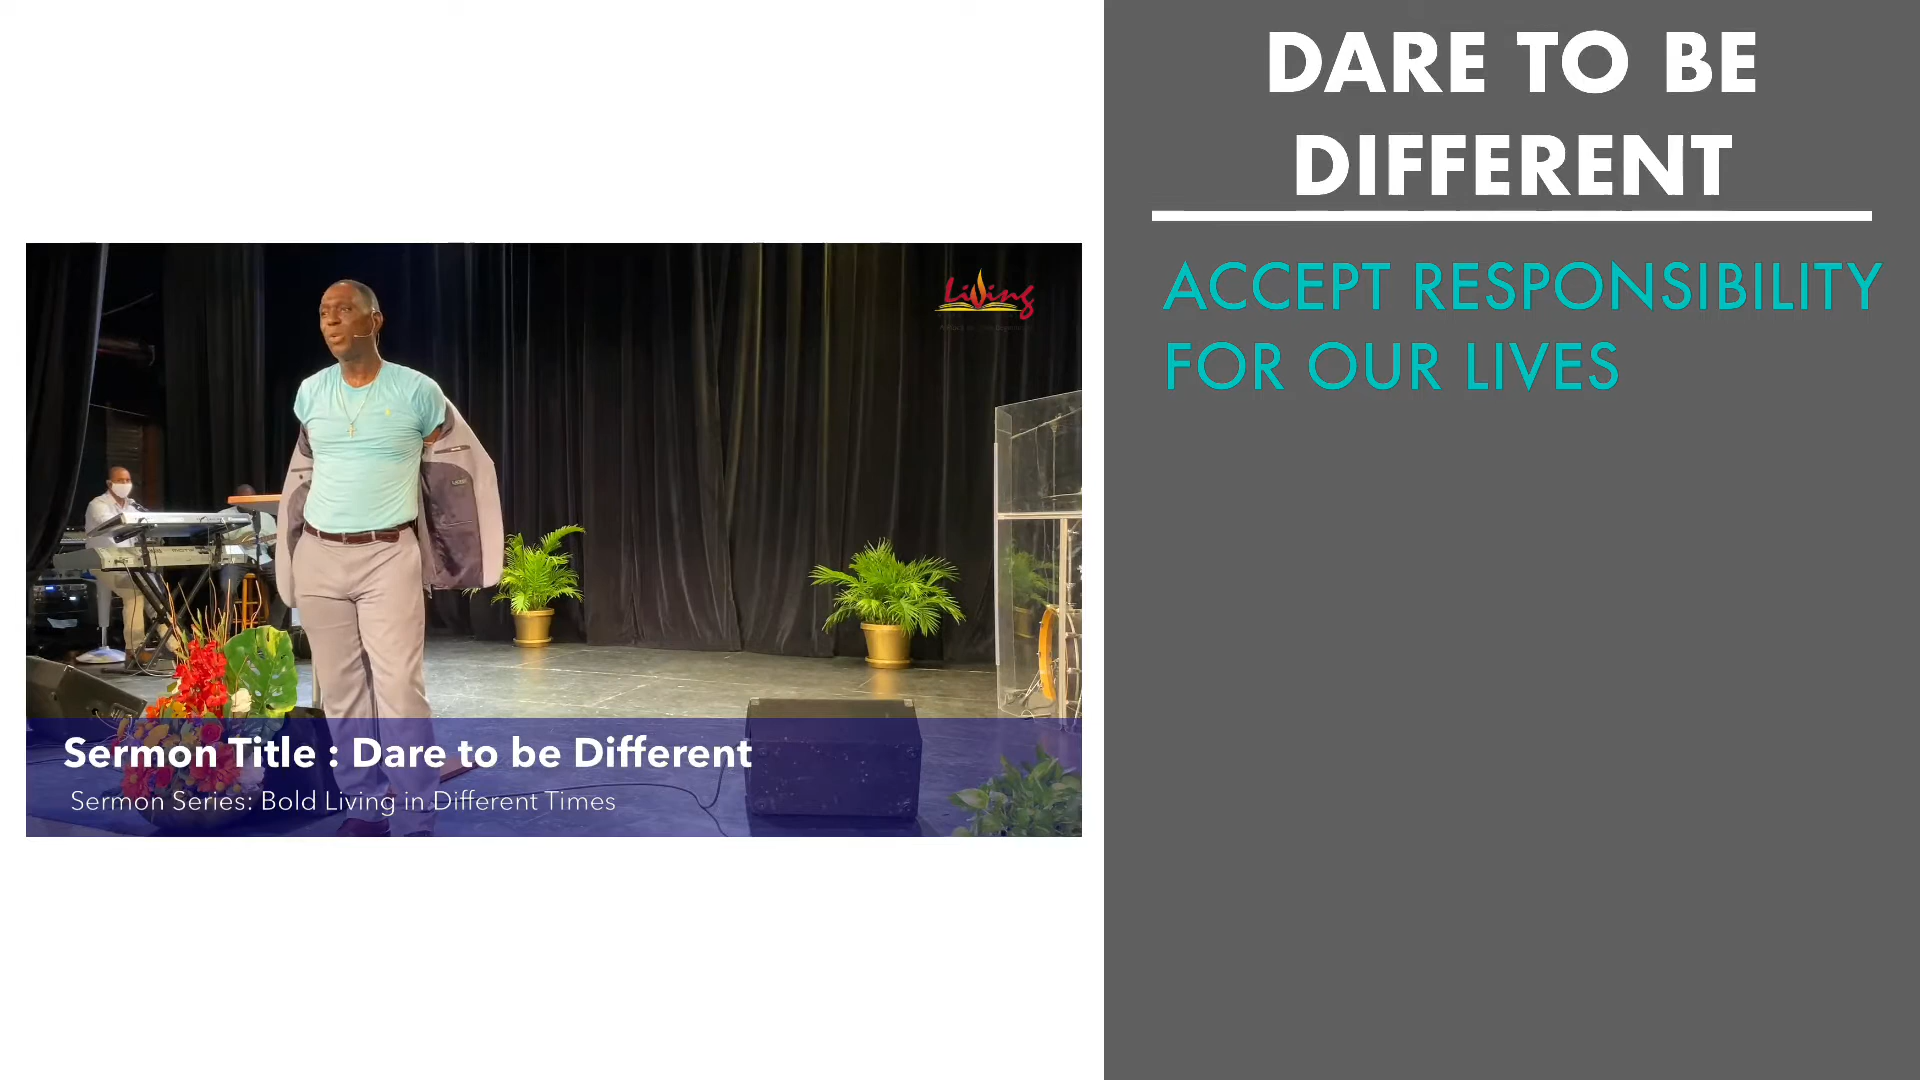 DARE TO BE
DIFFERENT
ACCEPT RESPONSIBILITY
FOR OUR LIVES
Living
Sermon Title : Dare to be Different
Sermon Series: Bold Living in Different Times